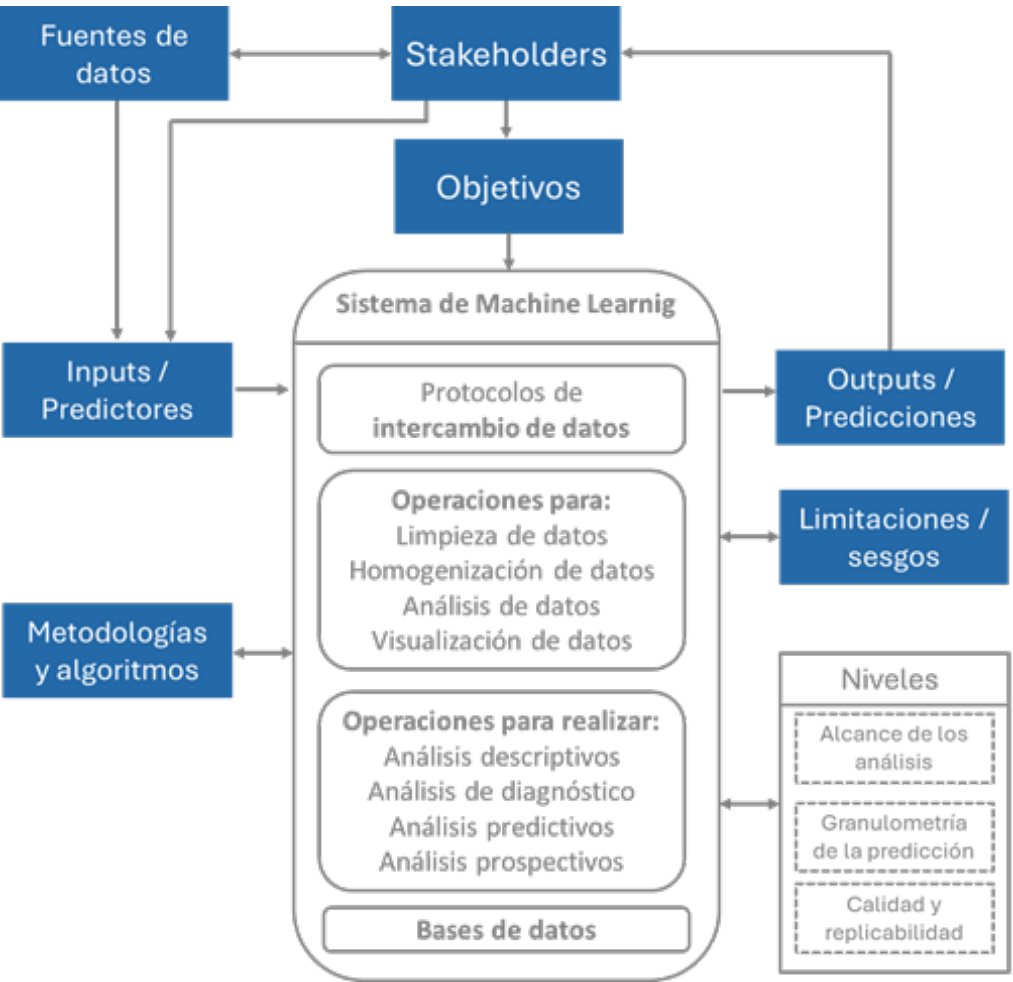 Fuentes de
datos
Stakeholders
Objetivos
Sistema de Machine Learnig
Inputs /
Predictores
Protocolos de
intercambio de datos
Outputs /
Predicciones
Operaciones para:
Limpieza de datos
Homogenización de datos
Análisis de datos
Visualización de datos
Limitaciones /
sesgos
Metodologías
y algoritmos
Operaciones para realizar:
Análisis descriptivos
Análisis de diagnóstico
Análisis predictivos
Análisis prospectivos
Bases de datos
Niveles
Alcance de los
análisis
Granulometría
de la predicción
Calidad y
replicabilidad